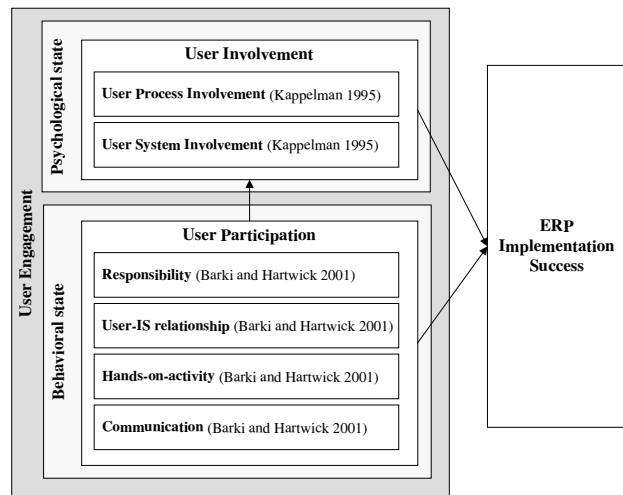 User Engagement
Psychological state
User Involvement
User Process Involvement (Kappelman 1995)
User System Involvement (Kappelman 1995)
Behavioral state
User Participation
Responsibility (Barki and Hartwick 2001)
User-IS relationship (Barki and Hartwick 2001)
Hands-on-activity (Barki and Hartwick 2001)
Communication (Barki and Hartwick 2001)
ERP
Implementation
Success